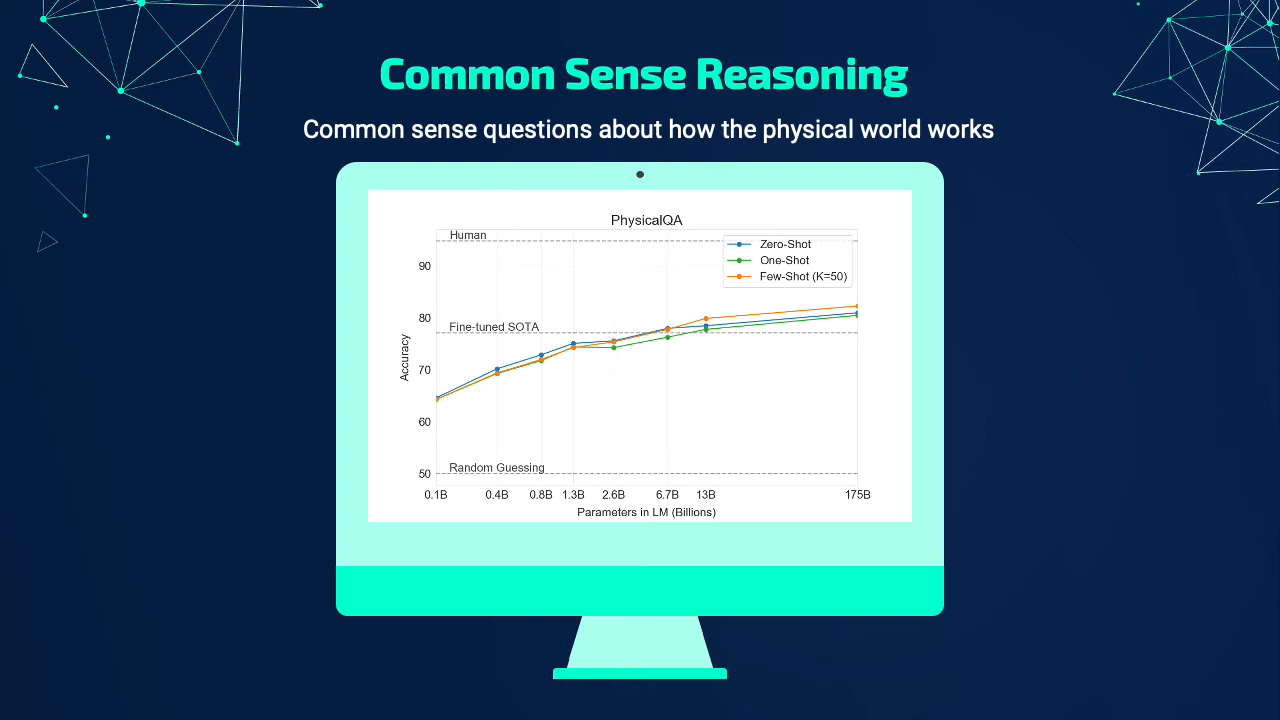 Common Sense Reasoning
Common sense questions about how the physical world works
PhysicalQA
Human
Zero-Shot
One-Shot
Few-Shot (K=50)
90
80
Fine-tuned SOTA
Accuracy
70
60
Random Guessing
50
0.1B 0.4B 0.8B 1.3B 2.6B 6.7B 13B 175B
Parameters in LM (Billions)